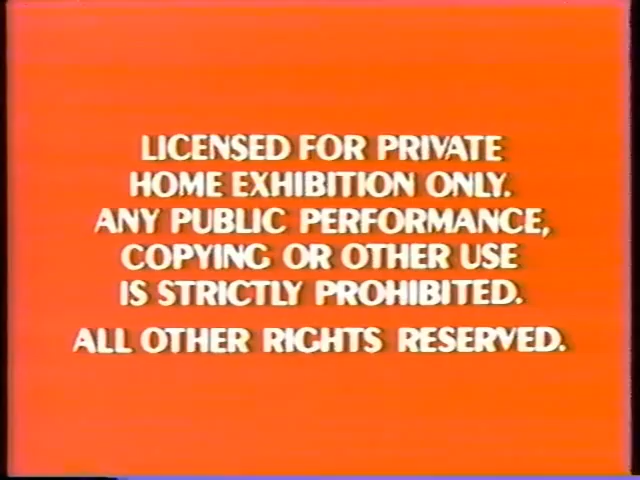 LICENSED FOR PRIVATE
HOME EXHIBITION ONLY.
ANY PUBLIC PERFORMANCE,
COPYING OR OTHER USE
IS STRICTLY PROHIBITED.
ALL OTHER RIGHTS RESERVED.